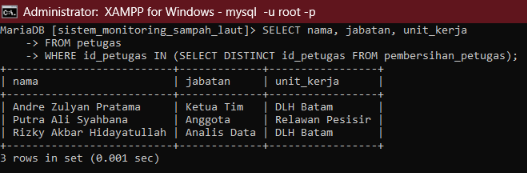 Administrator: XAMPP for Windows - mysql -u root -p
MariaDB [sistem_monitoring_sampah_laut]> SELECT nama, jabatan, unit_kerja
    -> FROM petugas
    -> WHERE id_petugas IN (SELECT DISTINCT id_petugas FROM pembersihan_petugas);
+-------------------------+-------------+------------------+
| nama                    | jabatan     | unit_kerja       |
+-------------------------+-------------+------------------+
| Andre Zulyan Pratama    | Ketua Tim   | DLH Batam        |
| Putra Ali Syahbana      | Anggota     | Relawan Pesisir  |
| Rizky Akbar Hidayatullah | Analis Data | DLH Batam        |
+-------------------------+-------------+------------------+
3 rows in set (0.001 sec)